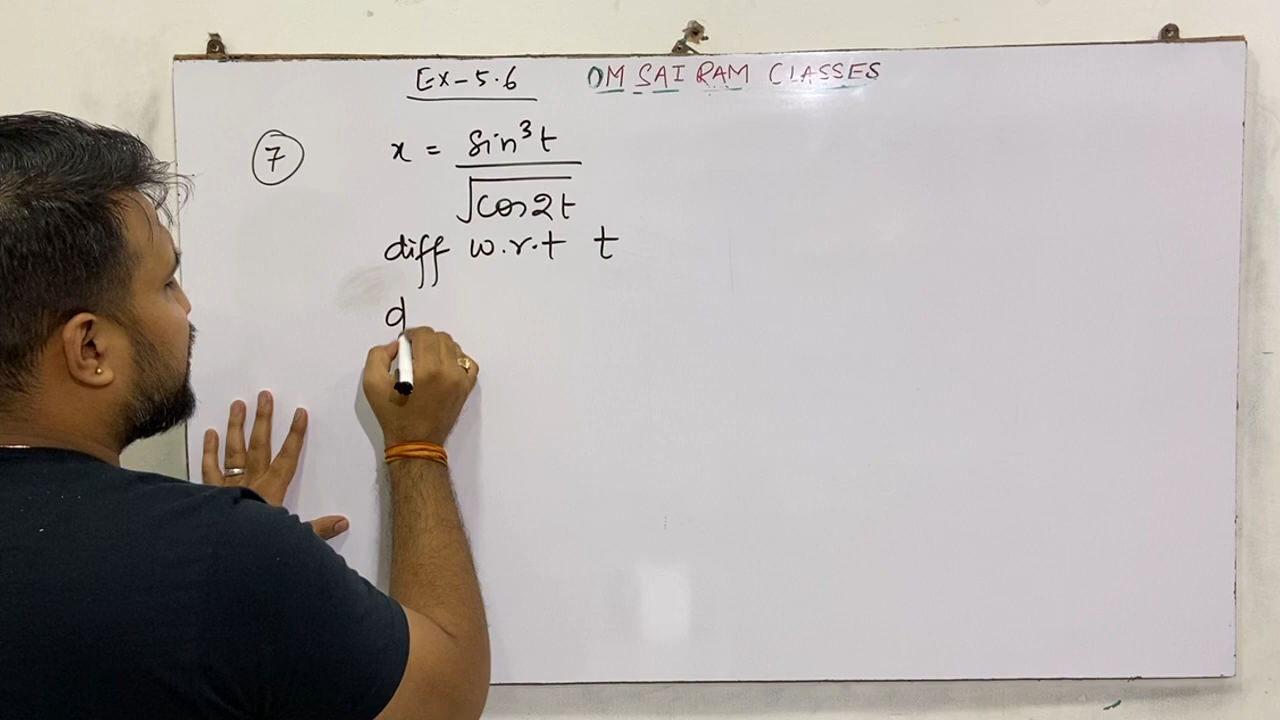 Ex-5.6 OM SAI RAM CLASSES
7 x = sin³t / √cos2t
diff w.r.t t
d